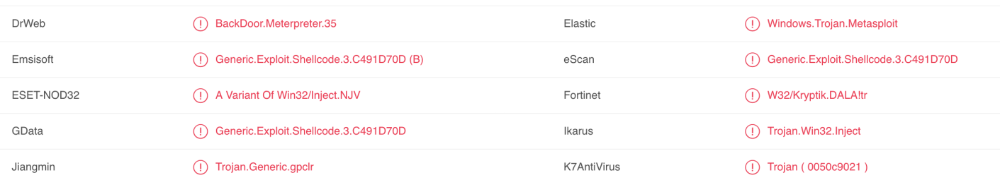 DrWeb BackDoor.Meterpreter.35 Elastic Windows.Trojan.Metasploit
Emsisoft Generic.Exploit.Shellcode.3.C491D70D (B) eScan Generic.Exploit.Shellcode.3.C491D70D
ESET-NOD32 A Variant Of Win32/Inject.NJV Fortinet W32/Kryptik.DALA!tr
GData Generic.Exploit.Shellcode.3.C491D70D Ikarus Trojan.Win32.Inject
Jiangmin Trojan.Generic.gpclr K7AntiVirus Trojan ( 0050c9021 )